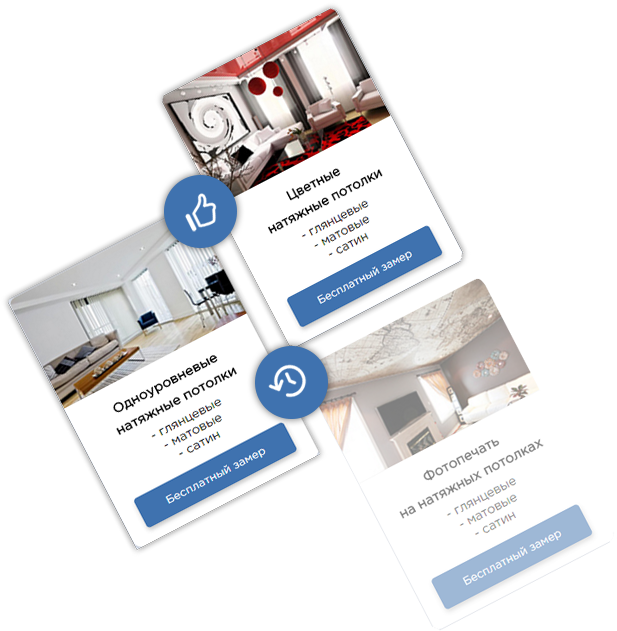 Цветные
натяжные потолки
- глянцевые
- матовые
- сатин
Бесплатный замер
Одноуровневые
натяжные потолки
- глянцевые
- матовые
- сатин
Бесплатный замер
Фотопечать
на натяжных потолках
- глянцевые
- матовые
- сатин
Бесплатный замер